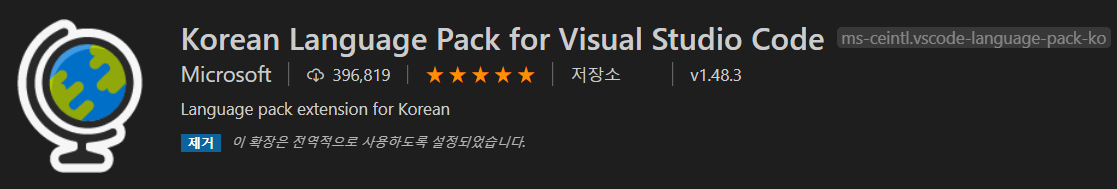 Korean Language Pack for Visual Studio Code ms-ceintl.vscode-language-pack-ko
Microsoft 396,819 저장소 v1.48.3
Language pack extension for Korean
제거 이 확장은 전역적으로 사용하도록 설정되었습니다.